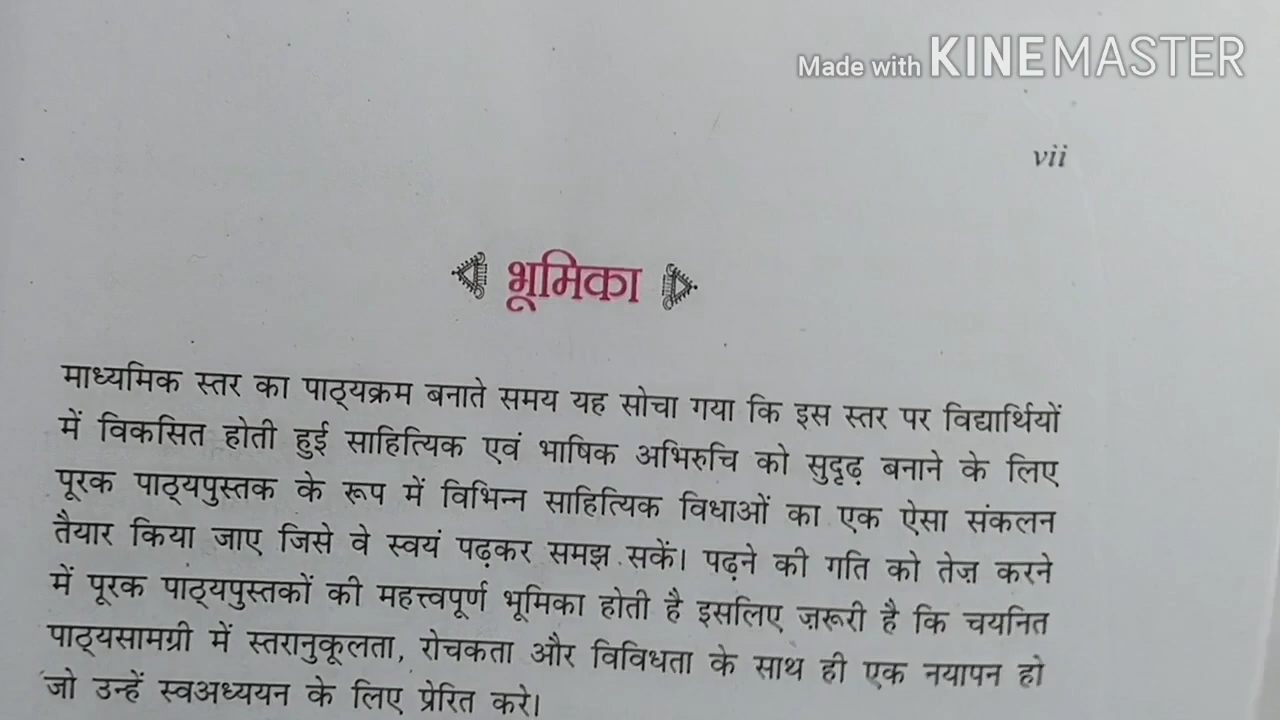 Made with KINEMASTER
vii
भूमिका
माध्यमिक स्तर का पाठ्यक्रम बनाते समय यह सोचा गया कि इस स्तर पर विद्यार्थियों
में विकसित होती हुई साहित्यिक एवं भाषिक अभिरुचि को सुदृढ़ बनाने के लिए
पूरक पाठ्यपुस्तक के रूप में विभिन्न साहित्यिक विधाओं का एक ऐसा संकलन
तैयार किया जाए जिसे वे स्वयं पढ़कर समझ सकें। पढ़ने की गति को तेज़ करने
में पूरक पाठ्यपुस्तकों की महत्त्वपूर्ण भूमिका होती है इसलिए ज़रूरी है कि चयनित
पाठ्यसामग्री में स्तरानुकूलता, रोचकता और विविधता के साथ ही एक नयापन हो
जो उन्हें स्वअध्ययन के लिए प्रेरित करे।